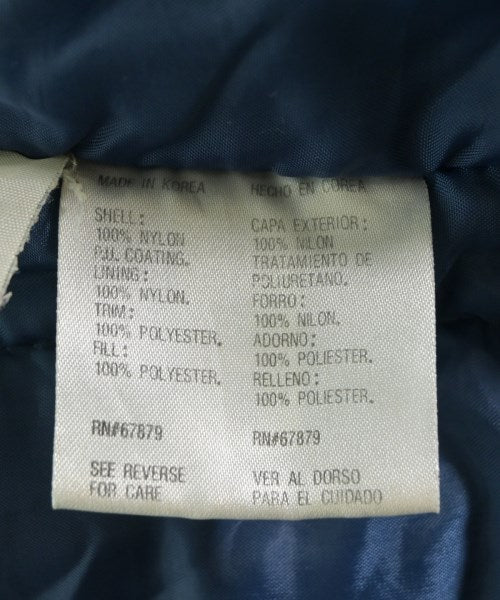 MADE IN KOREA
SHELL:
100% NYLON
P.U. COATING.
LINING:
100% NYLON.
TRIM:
100% POLYESTER.
FILL:
100% POLYESTER.
RN#67879
SEE REVERSE
FOR CARE
HECHO EN COREA
CAPA EXTERIOR:
100% NILON
TRATAMIENTO DE
POLIURETANO.
FORRO:
100% NILON.
ADORNO:
100% POLIESTER.
RELLENO:
100% POLIESTER.
RN#67879
VER AL DORSO
PARA EL CUIDADO